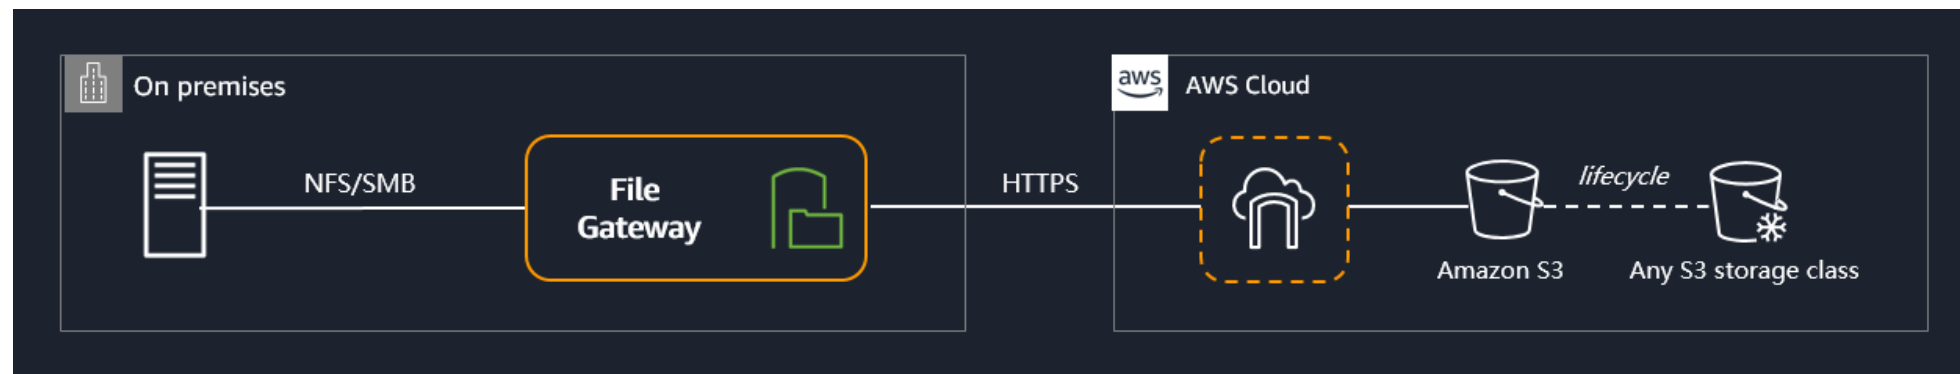 On premises
NFS/SMB
File
Gateway
HTTPS
aws
AWS Cloud
lifecycle
Amazon S3
Any S3 storage class